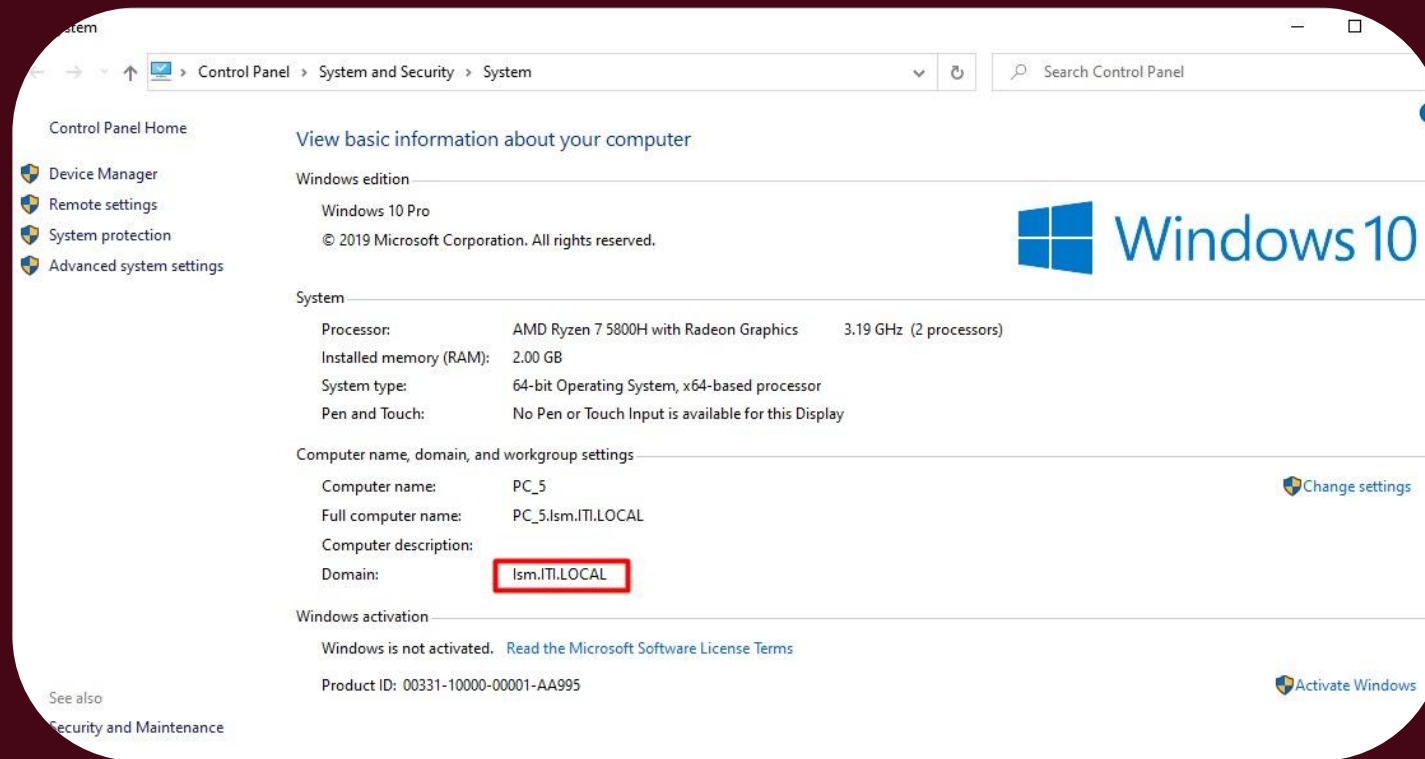 Control Panel > System and Security > System
Search Control Panel
Control Panel Home
Device Manager
Remote settings
System protection
Advanced system settings
View basic information about your computer
Windows edition
Windows 10 Pro
© 2019 Microsoft Corporation. All rights reserved.
Windows 10
System
Processor: AMD Ryzen 7 5800H with Radeon Graphics 3.19 GHz (2 processors)
Installed memory (RAM): 2.00 GB
System type: 64-bit Operating System, x64-based processor
Pen and Touch: No Pen or Touch Input is available for this Display
Computer name, domain, and workgroup settings
Computer name: PC_5
Change settings
Full computer name: PC_5.Ism.ITI.LOCAL
Computer description:
Domain: Ism.ITI.LOCAL
Windows activation
Windows is not activated. Read the Microsoft Software License Terms
Product ID: 00331-10000-00001-AA995
Activate Windows
See also
Security and Maintenance